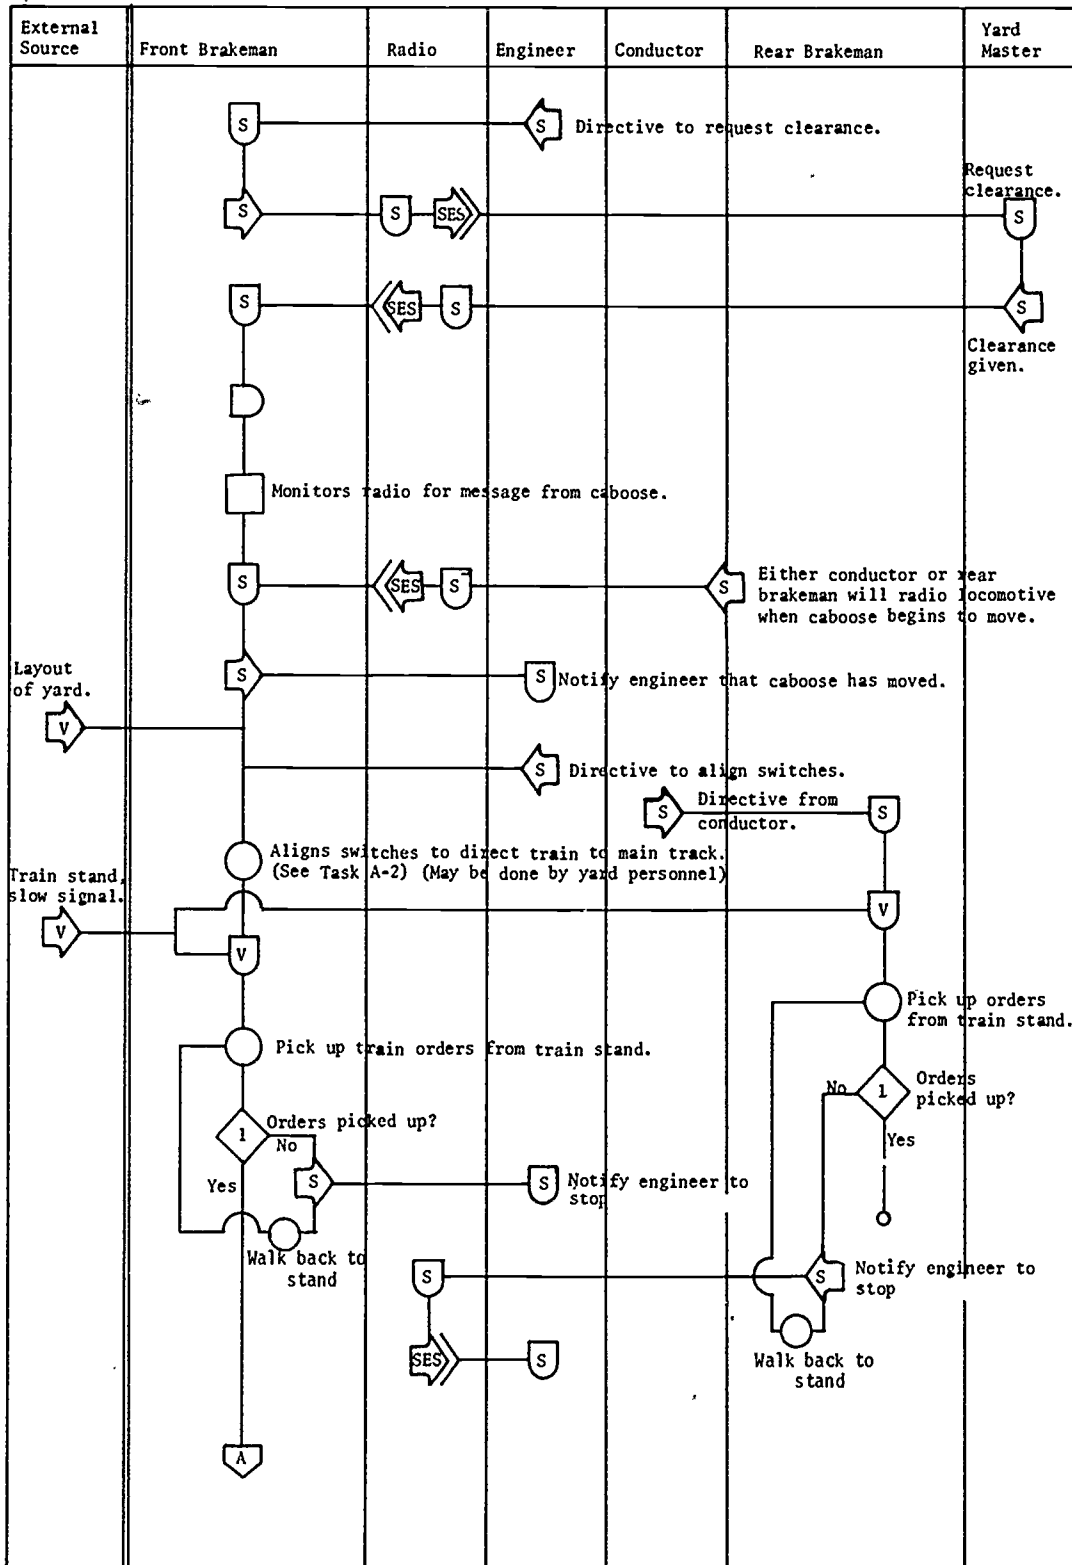 External
Source
Front Brakeman
Radio
Engineer
Conductor
Rear Brakeman
Yard
Master
S
S
Directive to request clearance.
Request
clearance.
S
S
SES
S
S
SES
S
S
Clearance
given.
Monitors radio for message from caboose.
S
SES
S
S
Either conductor or rear
brakeman will radio locomotive
when caboose begins to move.
Layout
of yard.
S
S
Notify engineer that caboose has moved.
V
S
Directive to align switches.
S
Directive from
conductor.
S
Aligns switches to direct train to main track.
(See Task A-2) (May be done by yard personnel)
Train stand,
slow signal.
V
V
V
Pick up orders
from train stand.
Pick up train orders from train stand.
No
1
Orders
picked up?
Yes
1
Orders picked up?
No
Yes
S
S
Notify engineer to
stop
Walk back to
stand
S
S
Notify engineer to
stop
SES
S
Walk back to
stand
A